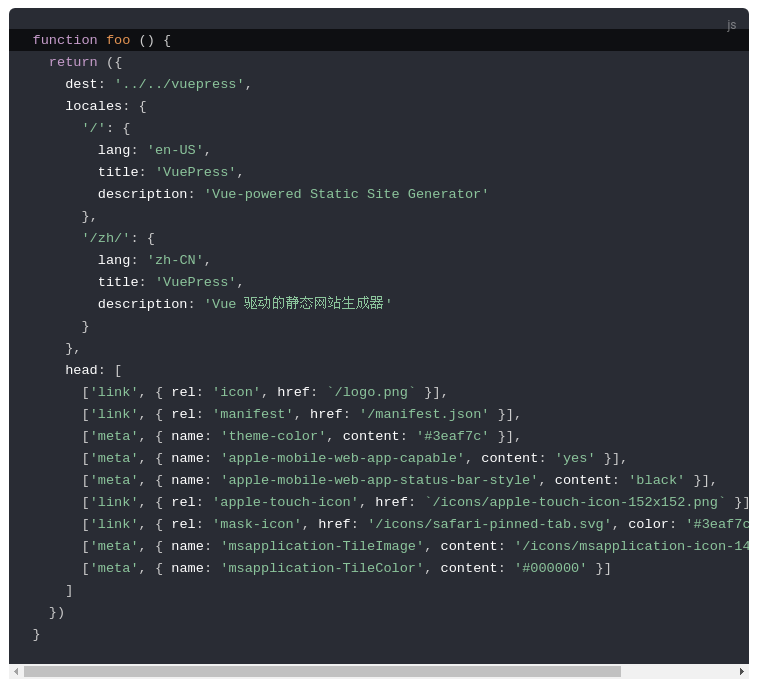 js
function foo () {
  return ({
    dest: '../../vuepress',
    locales: {
      '/': {
        lang: 'en-US',
        title: 'VuePress',
        description: 'Vue-powered Static Site Generator'
      },
      '/zh/': {
        lang: 'zh-CN',
        title: 'VuePress',
        description: 'Vue 驱动的静态网站生成器'
      }
    },
    head: [
      ['link', { rel: 'icon', href: `/logo.png` }],
      ['link', { rel: 'manifest', href: '/manifest.json' }],
      ['meta', { name: 'theme-color', content: '#3eaf7c' }],
      ['meta', { name: 'apple-mobile-web-app-capable', content: 'yes' }],
      ['meta', { name: 'apple-mobile-web-app-status-bar-style', content: 'black' }],
      ['link', { rel: 'apple-touch-icon', href: `/icons/apple-touch-icon-152x152.png` }]
      ['link', { rel: 'mask-icon', href: '/icons/safari-pinned-tab.svg', color: '#3eaf7c
      ['meta', { name: 'msapplication-TileImage', content: '/icons/msapplication-icon-14
      ['meta', { name: 'msapplication-TileColor', content: '#000000' }]
    ]
  })
}